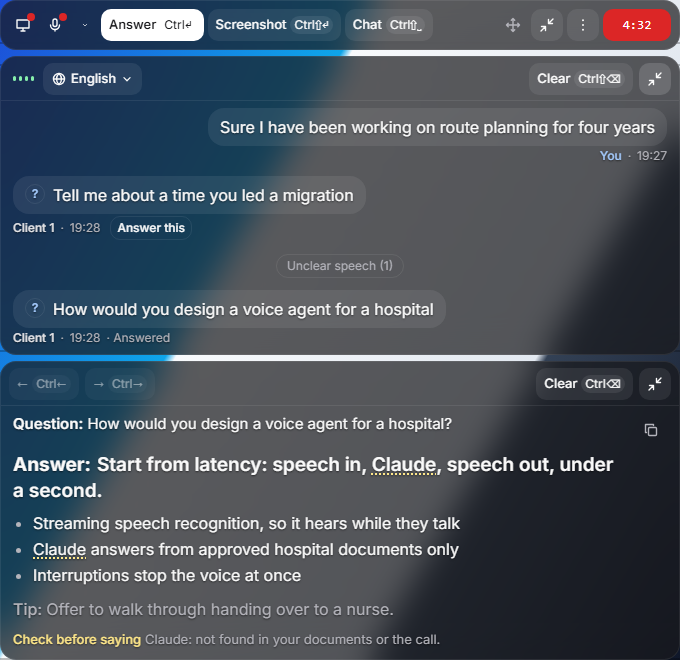 Answer Ctrl↵ Screenshot Ctrl⇧↵ Chat Ctrl⇧⎵ 4:32
English Clear Ctrl⇧⌫
Sure I have been working on route planning for four years
You · 19:27
? Tell me about a time you led a migration
Client 1 · 19:28 Answer this
Unclear speech (1)
? How would you design a voice agent for a hospital
Client 1 · 19:28 · Answered
← Ctrl← → Ctrl→ Clear Ctrl⌫
Question: How would you design a voice agent for a hospital?
Answer: Start from latency: speech in, Claude, speech out, under
a second.
• Streaming speech recognition, so it hears while they talk
• Claude answers from approved hospital documents only
• Interruptions stop the voice at once
Tip: Offer to walk through handing over to a nurse.
Check before saying Claude: not found in your documents or the call.